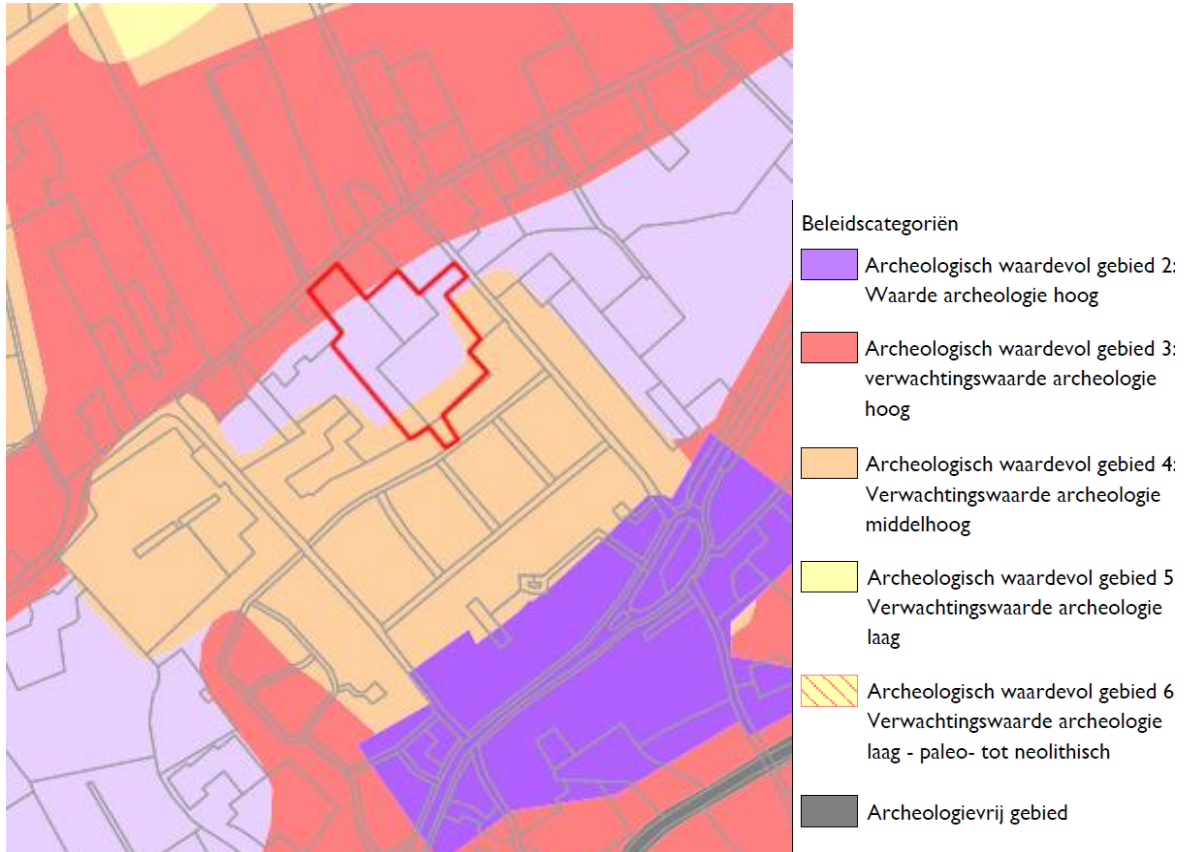 Beleidscategoriën
Archeologisch waardevol gebied 2:
Waarde archeologie hoog
Archeologisch waardevol gebied 3:
verwachtingswaarde archeologie
hoog
Archeologisch waardevol gebied 4:
Verwachtingswaarde archeologie
middelhoog
Archeologisch waardevol gebied 5
Verwachtingswaarde archeologie
laag
Archeologisch waardevol gebied 6
Verwachtingswaarde archeologie
laag - paleo- tot neolithisch
Archeologievrij gebied